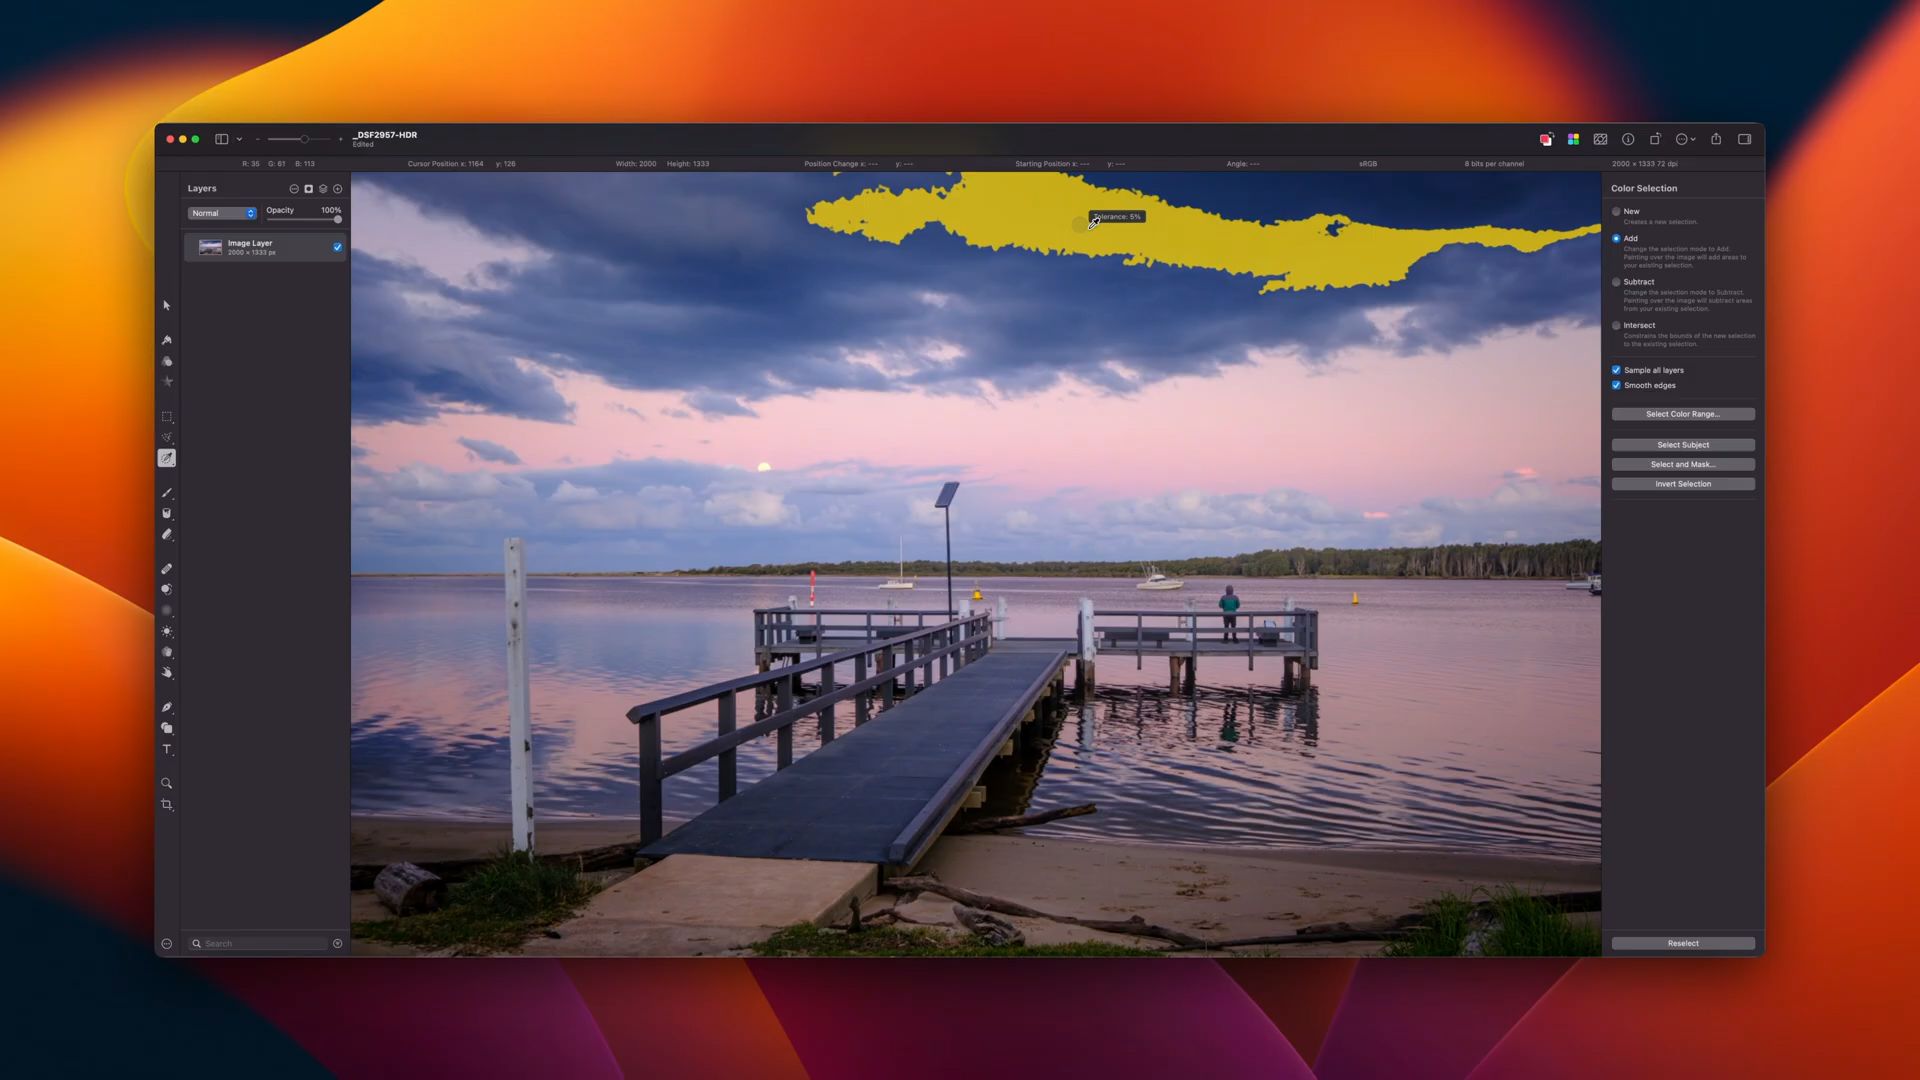 _DSF2957-HDR
Edited
R: 35 G: 61 B: 113 Cursor Position x: 1164 y: 126 Width: 2000 Height: 1333 Position Change x: --- y: --- Starting Position x: --- y: --- Angle: --- sRGB 8 bits per channel 2000 × 1333 72 dpi
Layers
Normal Opacity 100%
Image Layer
2000 × 1333 px
Search
Tolerance: 5%
Color Selection
New
Creates a new selection.
Add
Change the selection mode to Add.
Painting over the image will add areas to
your existing selection.
Subtract
Change the selection mode to Subtract.
Painting over the image will subtract areas
from your existing selection.
Intersect
Constrains the bounds of the new selection
to the existing selection.
Sample all layers
Smooth edges
Select Color Range...
Select Subject
Select and Mask...
Invert Selection
Reselect